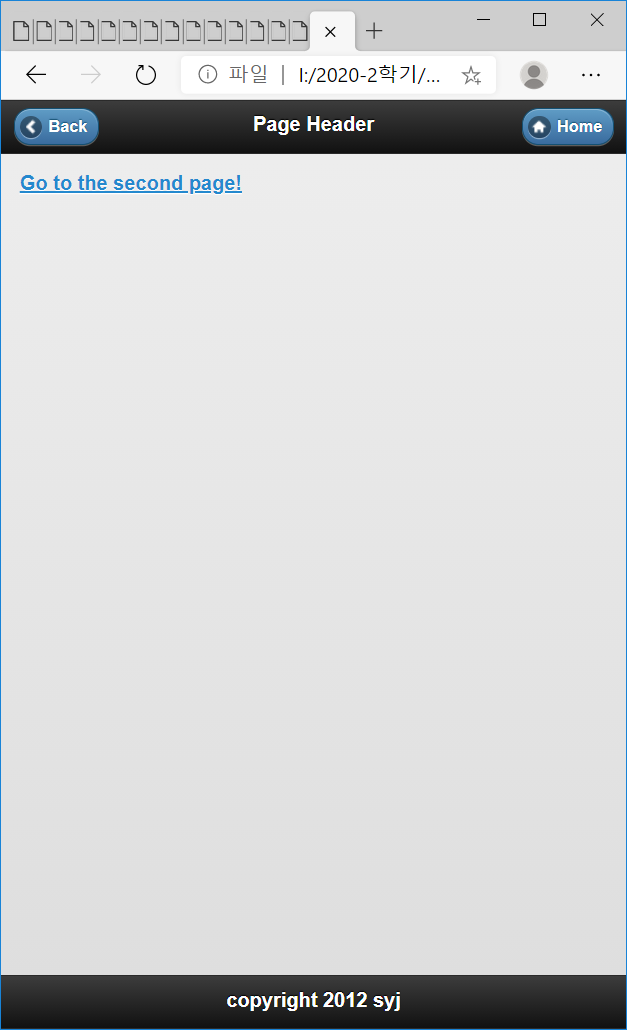 파일 | I:/2020-2학기/...
Back
Page Header
Home
Go to the second page!
copyright 2012 syj